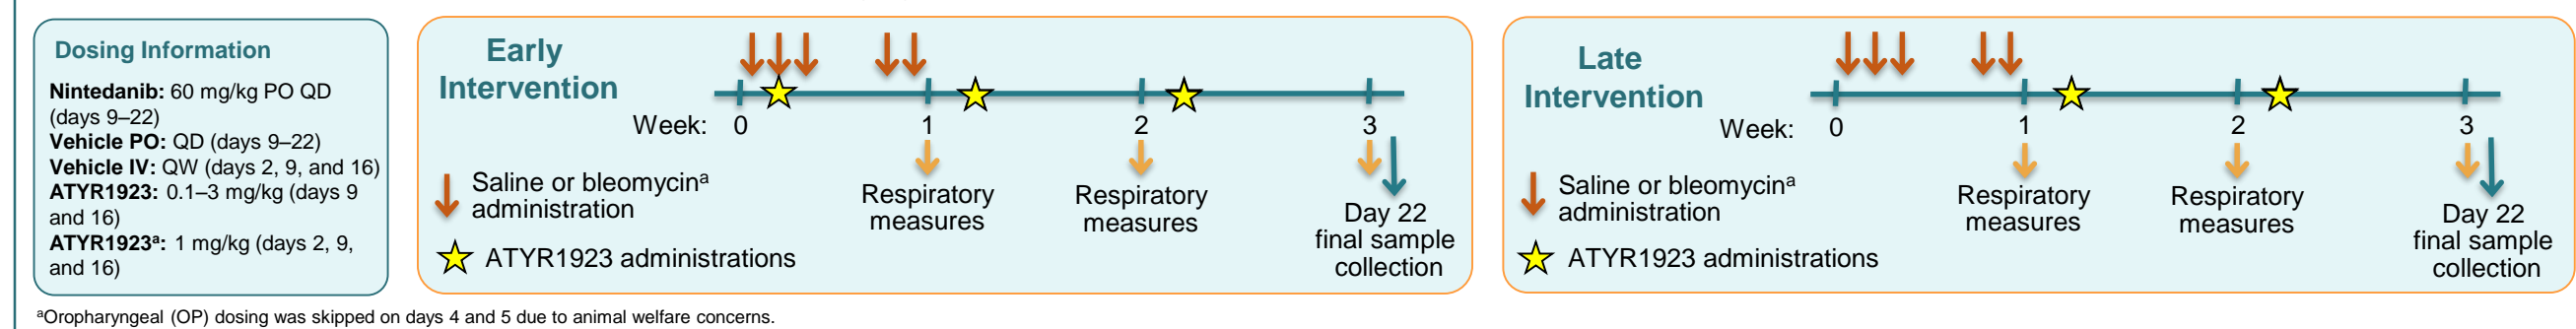 Dosing Information
Nintedanib: 60 mg/kg PO QD
(days 9–22)
Vehicle PO: QD (days 9–22)
Vehicle IV: QW (days 2, 9, and 16)
ATYR1923: 0.1–3 mg/kg (days 9
and 16)
ATYR1923ᵃ: 1 mg/kg (days 2, 9,
and 16)
Early
Intervention
Week: 0 1 2 3
Saline or bleomycinᵃ
administration
ATYR1923 administrations
Respiratory
measures
Respiratory
measures
Day 22
final sample
collection
Late
Intervention
Week: 0 1 2 3
Saline or bleomycinᵃ
administration
ATYR1923 administrations
Respiratory
measures
Respiratory
measures
Day 22
final sample
collection
ᵃOropharyngeal (OP) dosing was skipped on days 4 and 5 due to animal welfare concerns.